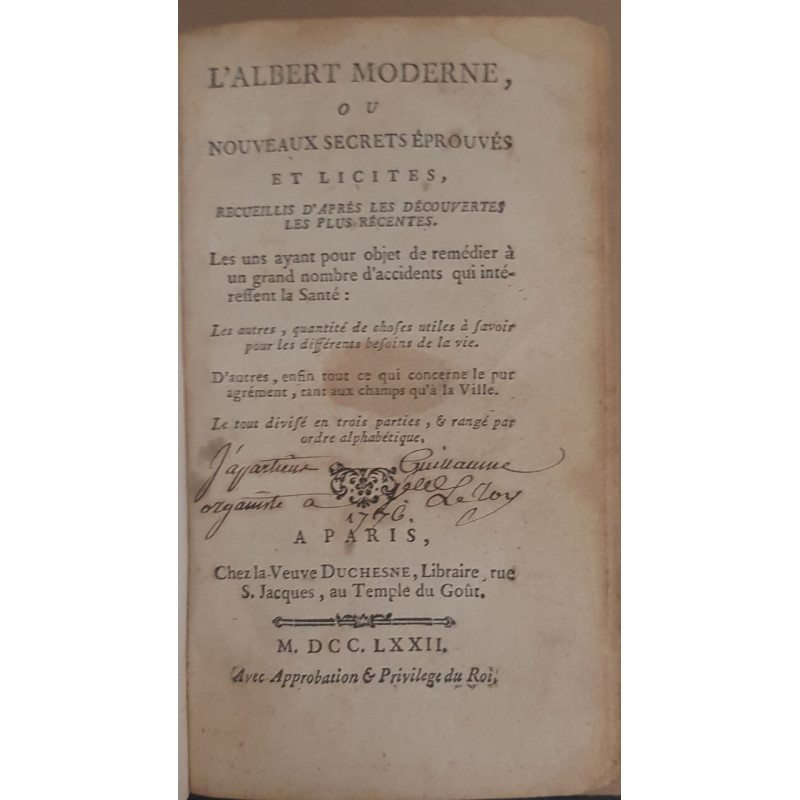 L'ALBERT MODERNE,
OU
NOUVEAUX SECRETS ÉPROUVÉS
ET LICITES,
RECUEILLIS D'APRÈS LES DÉCOUVERTES
LES PLUS RÉCENTES.
Les uns ayant pour objet de remédier à
un grand nombre d'accidents qui inté-
reſſent la Santé :
Les autres, quantité de choſes utiles à ſavoir
pour les différents beſoins de la vie.
D'autres, enfin tout ce qui concerne le pur
agrément, tant aux champs qu'à la Ville.
Le tout diviſé en trois parties, & rangé par
ordre alphabétique.
J'apartiens a Guillaume
organiste a Le Roy
1776.
A PARIS,
Chez la Veuve DUCHESNE, Libraire, rue
S. Jacques, au Temple du Goût.
M. DCC. LXXII.
Avec Approbation & Privilege du Roi.